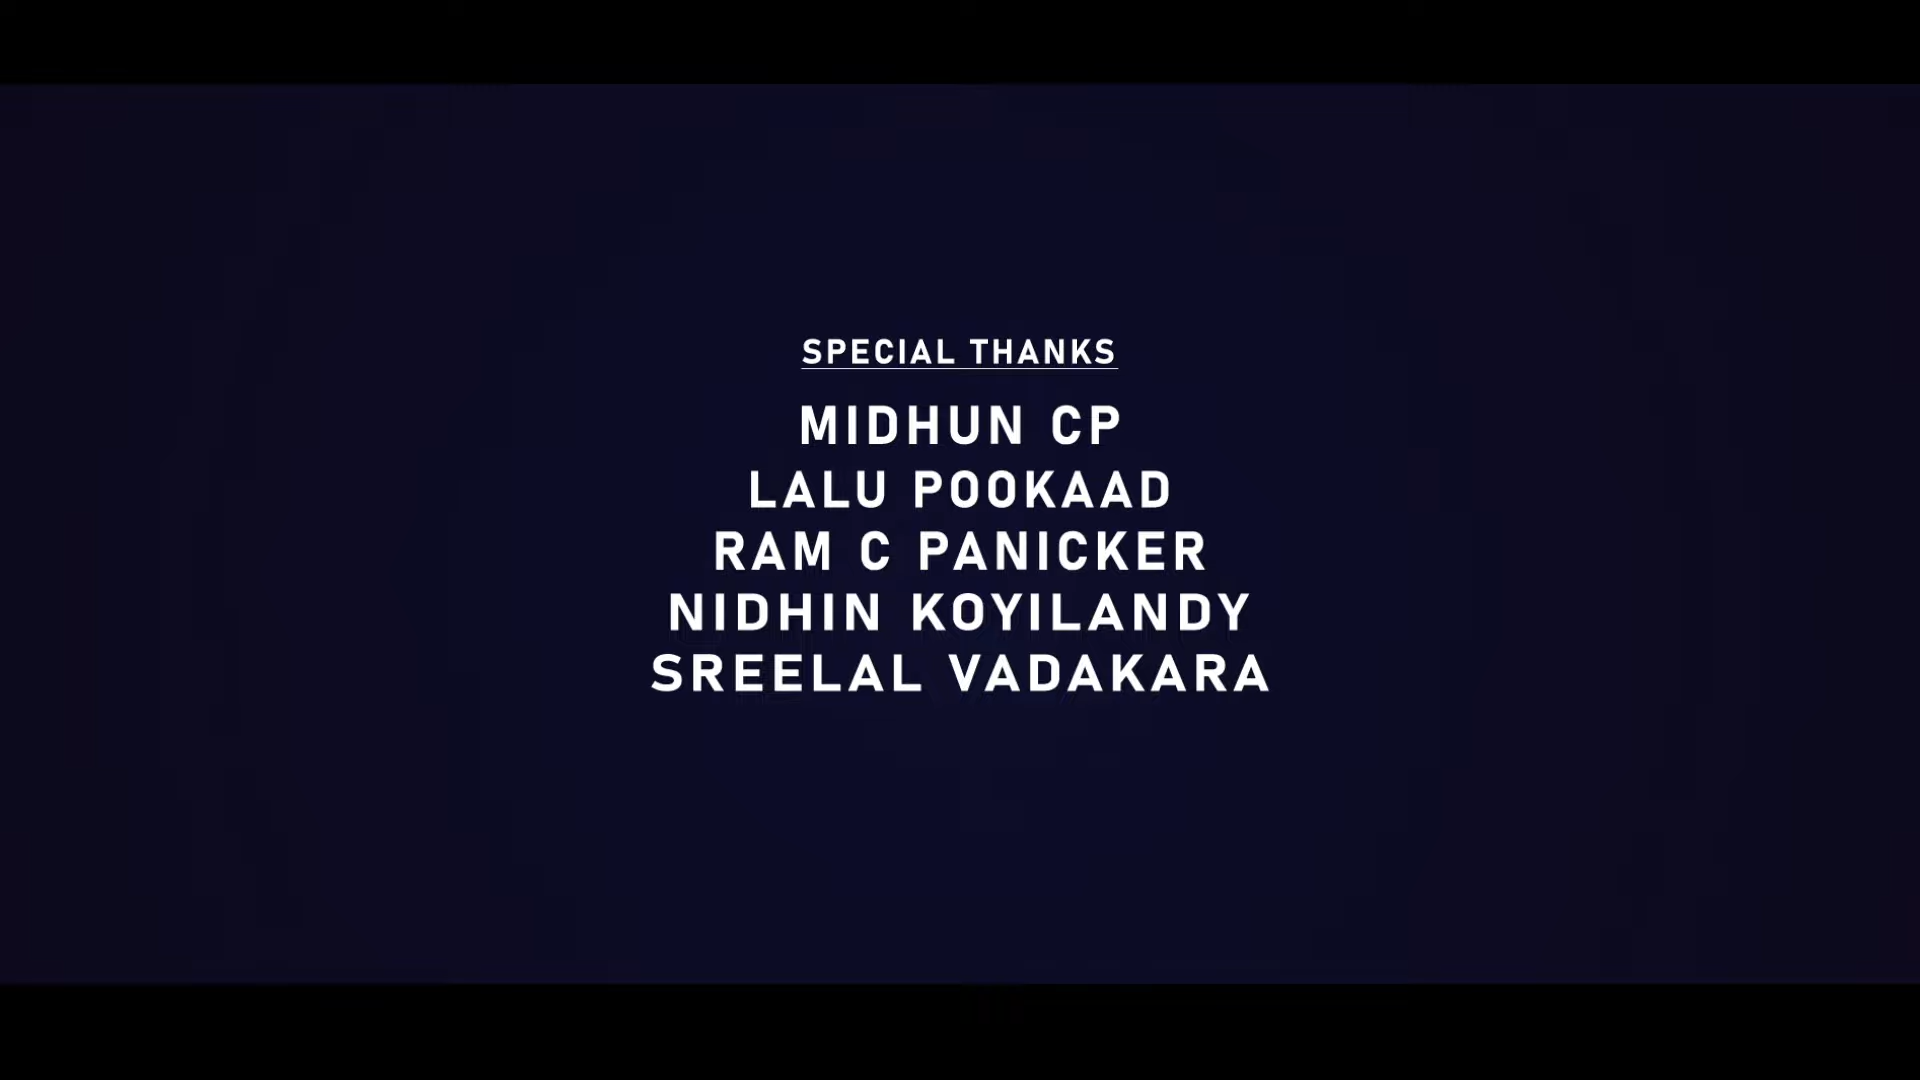 SPECIAL THANKS
MIDHUN CP
LALU POOKAAD
RAM C PANICKER
NIDHIN KOYILANDY
SREELAL VADAKARA